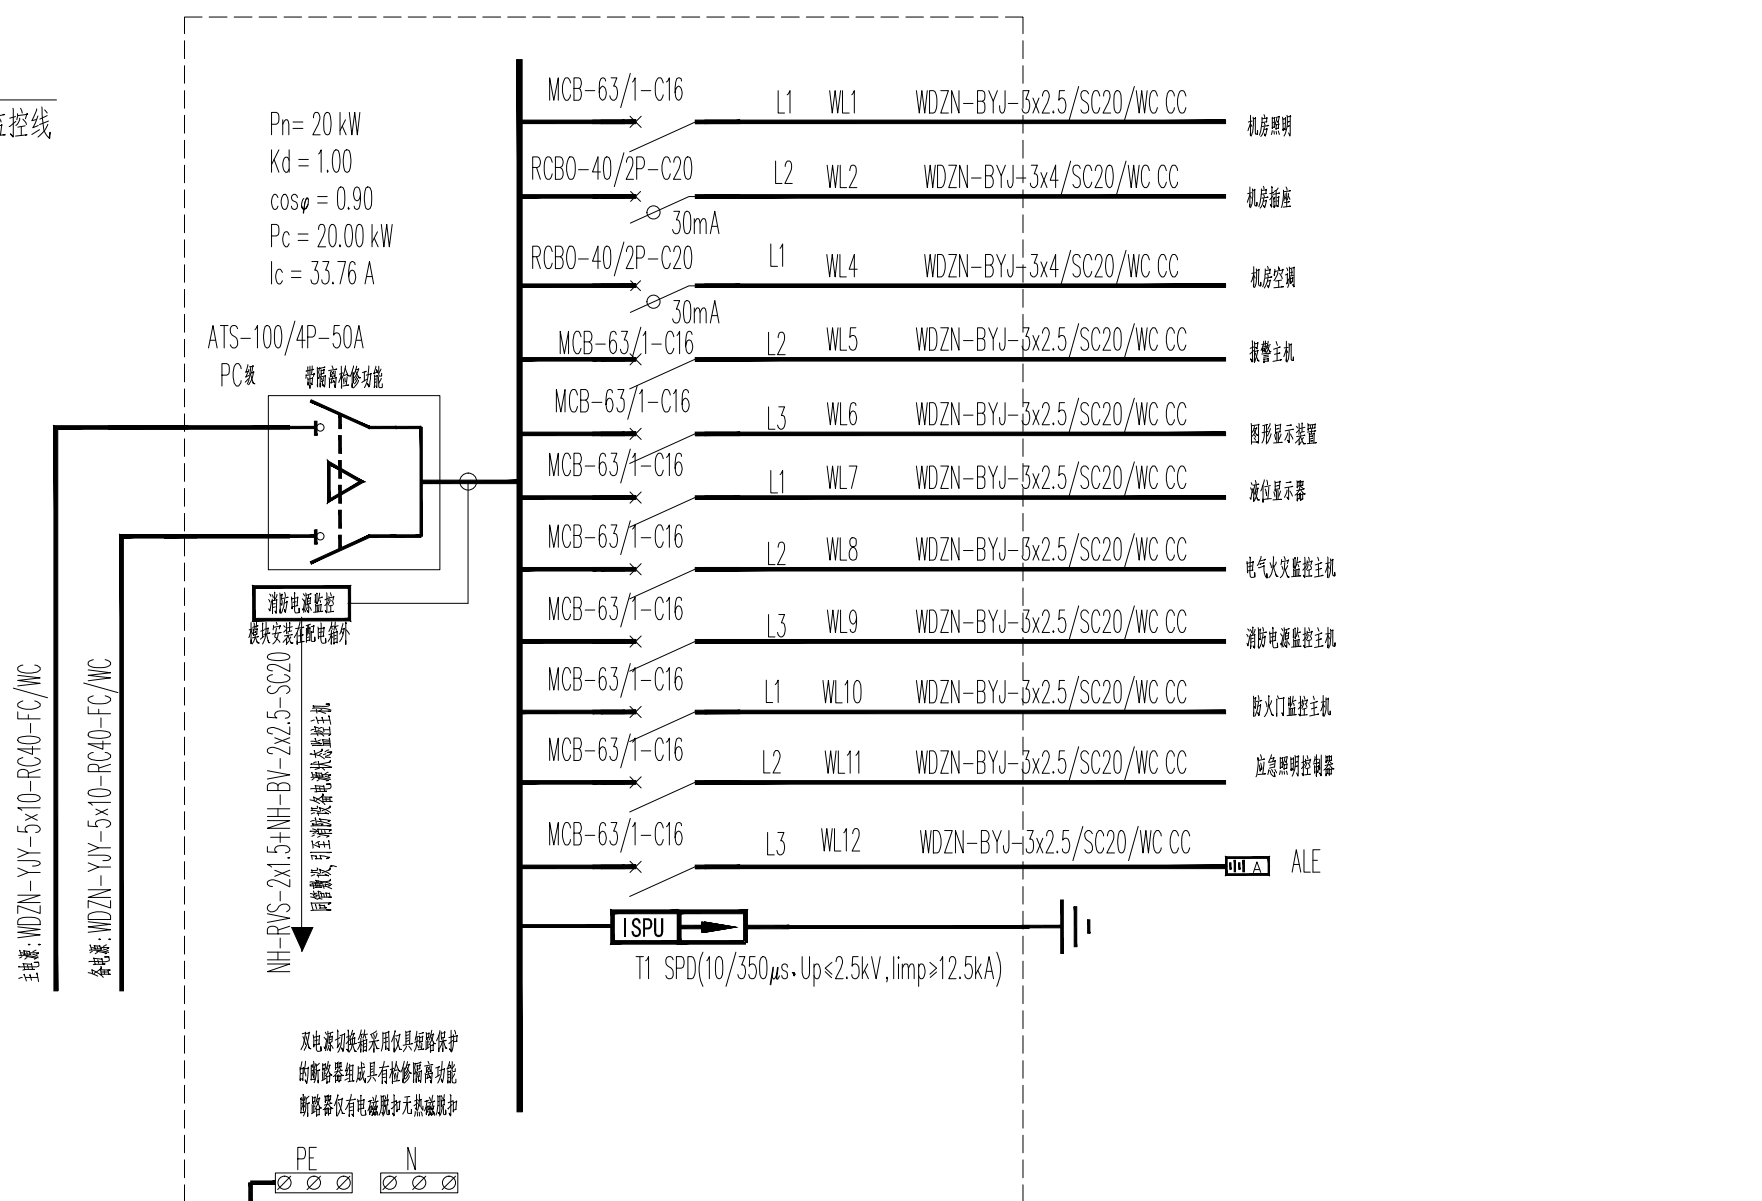 监控线
Pn= 20 kW
Kd = 1.00
cosφ = 0.90
Pc = 20.00 kW
Ic = 33.76 A
ATS-100/4P-50A
PC级
带隔离检修功能
消防电源监控
模块安装在配电箱外
主电源: WDZN-YJY-5x10-RC40-FC/WC
备电源: WDZN-YJY-5x10-RC40-FC/WC
NH-RVS-2x1.5+NH-BV-2x2.5-SC20
同管敷设, 引至消防设备电源状态监控主机
双电源切换箱采用仅具短路保护
的断路器组成具有检修隔离功能
断路器仅有电磁脱扣无热磁脱扣
PE
N
MCB-63/1-C16 L1 WL1 WDZN-BYJ-3x2.5/SC20/WC CC 机房照明
RCBO-40/2P-C20 L2 WL2 WDZN-BYJ-3x4/SC20/WC CC 机房插座
30mA
RCBO-40/2P-C20 L1 WL4 WDZN-BYJ-3x4/SC20/WC CC 机房空调
30mA
MCB-63/1-C16 L2 WL5 WDZN-BYJ-3x2.5/SC20/WC CC 报警主机
MCB-63/1-C16 L3 WL6 WDZN-BYJ-3x2.5/SC20/WC CC 图形显示装置
MCB-63/1-C16 L1 WL7 WDZN-BYJ-3x2.5/SC20/WC CC 液位显示器
MCB-63/1-C16 L2 WL8 WDZN-BYJ-3x2.5/SC20/WC CC 电气火灾监控主机
MCB-63/1-C16 L3 WL9 WDZN-BYJ-3x2.5/SC20/WC CC 消防电源监控主机
MCB-63/1-C16 L1 WL10 WDZN-BYJ-3x2.5/SC20/WC CC 防火门监控主机
MCB-63/1-C16 L2 WL11 WDZN-BYJ-3x2.5/SC20/WC CC 应急照明控制器
MCB-63/1-C16 L3 WL12 WDZN-BYJ-3x2.5/SC20/WC CC A ALE
ISPU
T1 SPD(10/350μs.Up≤2.5kV,Iimp≥12.5kA)